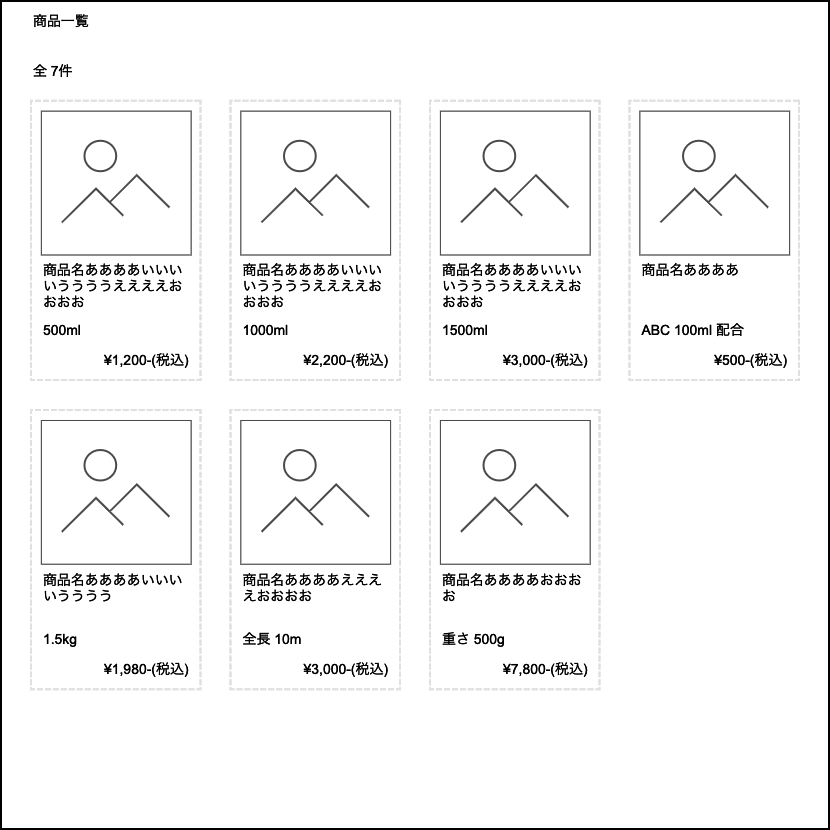 商品一覧
全 7件
商品名ああああいいい
いうううう​ええええお
おおおお
500ml
¥1,200-(税込)
商品名ああああいいい
いううううええええお
おおおお
1000ml
¥2,200-(税込)
商品名ああああいいい
いううううええええお
おおおお
1500ml
¥3,000-(税込)
商品名ああああ
ABC 100ml 配合
¥500-(税込)
商品名ああああいいい
いうううう
1.5kg
¥1,980-(税込)
商品名ああああえええ
えおおおお
全長 10m
¥3,000-(税込)
商品名ああああおおお
お
重さ 500g
¥7,800-(税込)